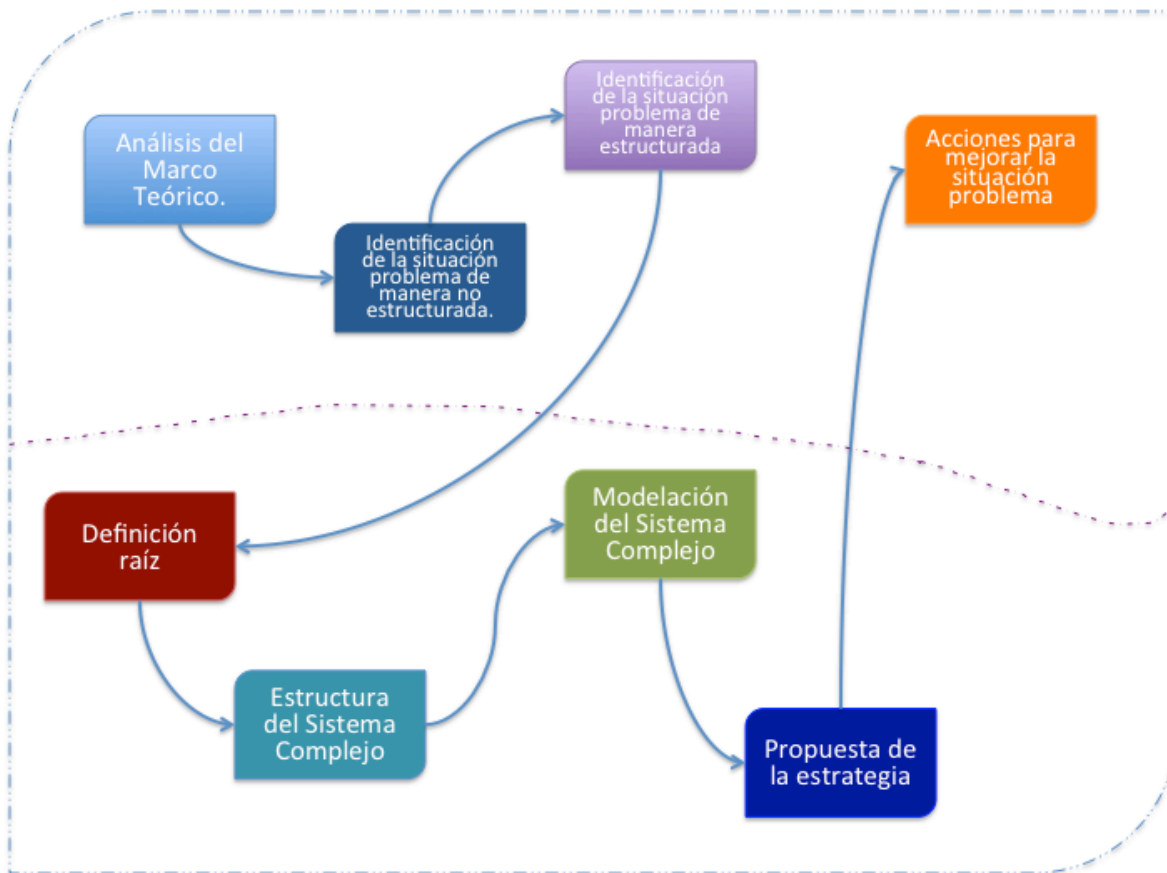 Análisis del
Marco
Teórico.
Identificación
de la situación
problema de
manera no
estructurada.
Identificación
de la situación
problema de
manera
estructurada
Acciones para
mejorar la
situación
problema
Definición
raíz
Estructura
del Sistema
Complejo
Modelación
del Sistema
Complejo
Propuesta de
la estrategia